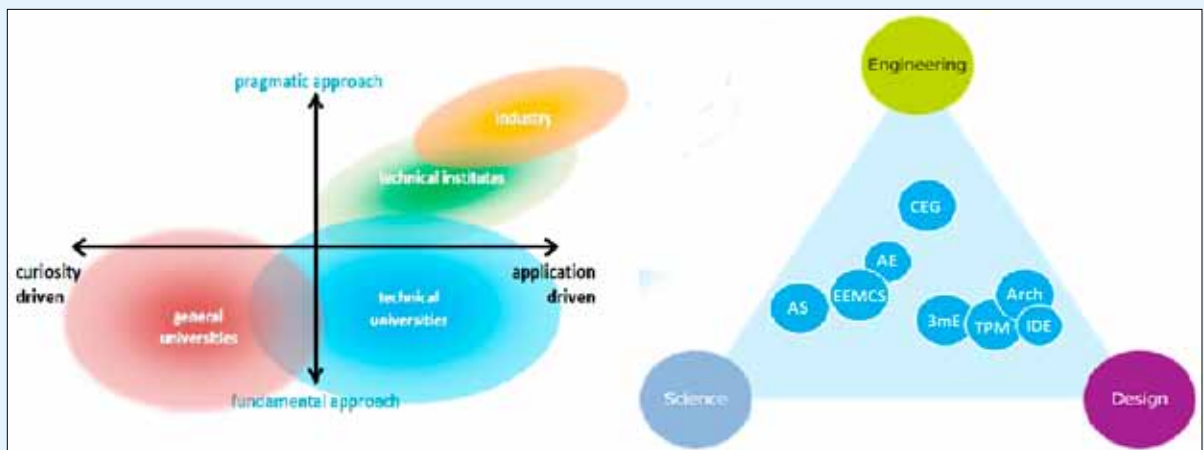 pragmatic approach
industry
technical institutes
curiosity
driven
application
driven
general
universities
technical
universities
fundamental approach
Engineering
CEG
AE
EEMCS
AS
Arch
3mE
TPM
IDE
Science
Design